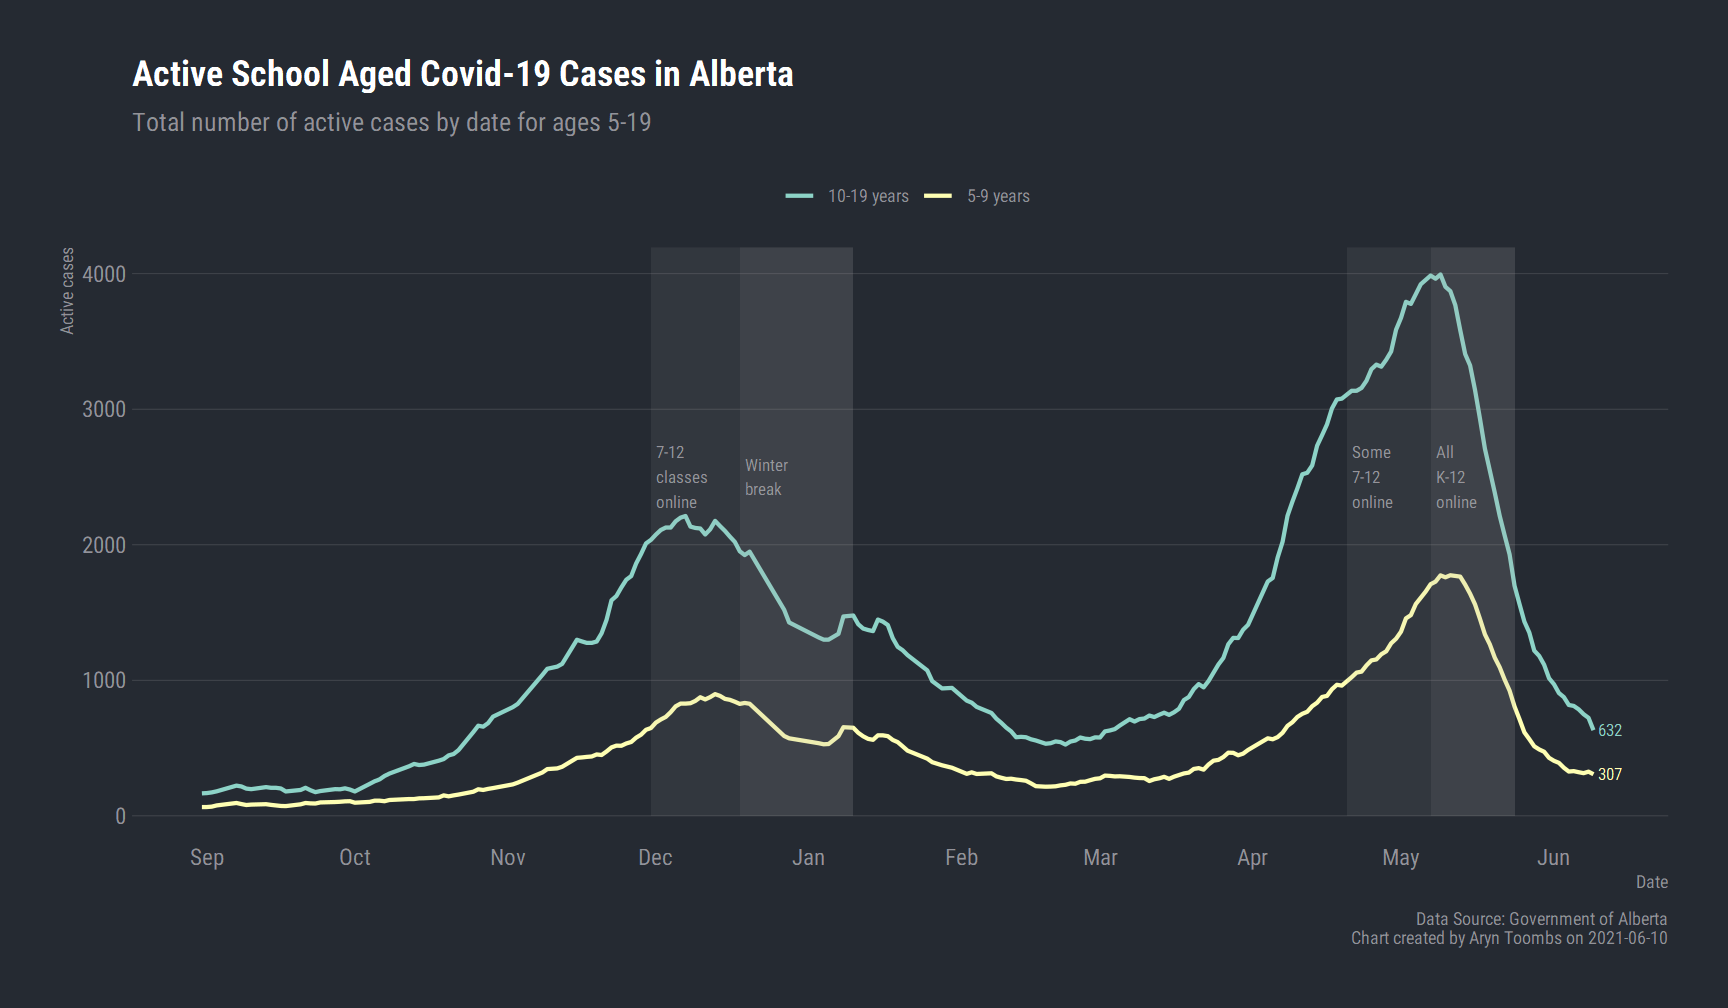 Active School Aged Covid-19 Cases in Alberta
Total number of active cases by date for ages 5-19
10-19 years
5-9 years
Active cases
4000
3000
2000
1000
0
7-12
classes
online
Winter
break
Some
7-12
online
All
K-12
online
632
307
Sep
Oct
Nov
Dec
Jan
Feb
Mar
Apr
May
Jun
Date
Data Source: Government of Alberta
Chart created by Aryn Toombs on 2021-06-10